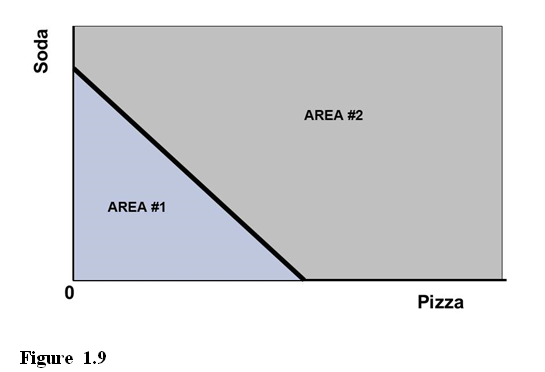 Soda
AREA #2
AREA #1
0
Pizza
Figure 1.9